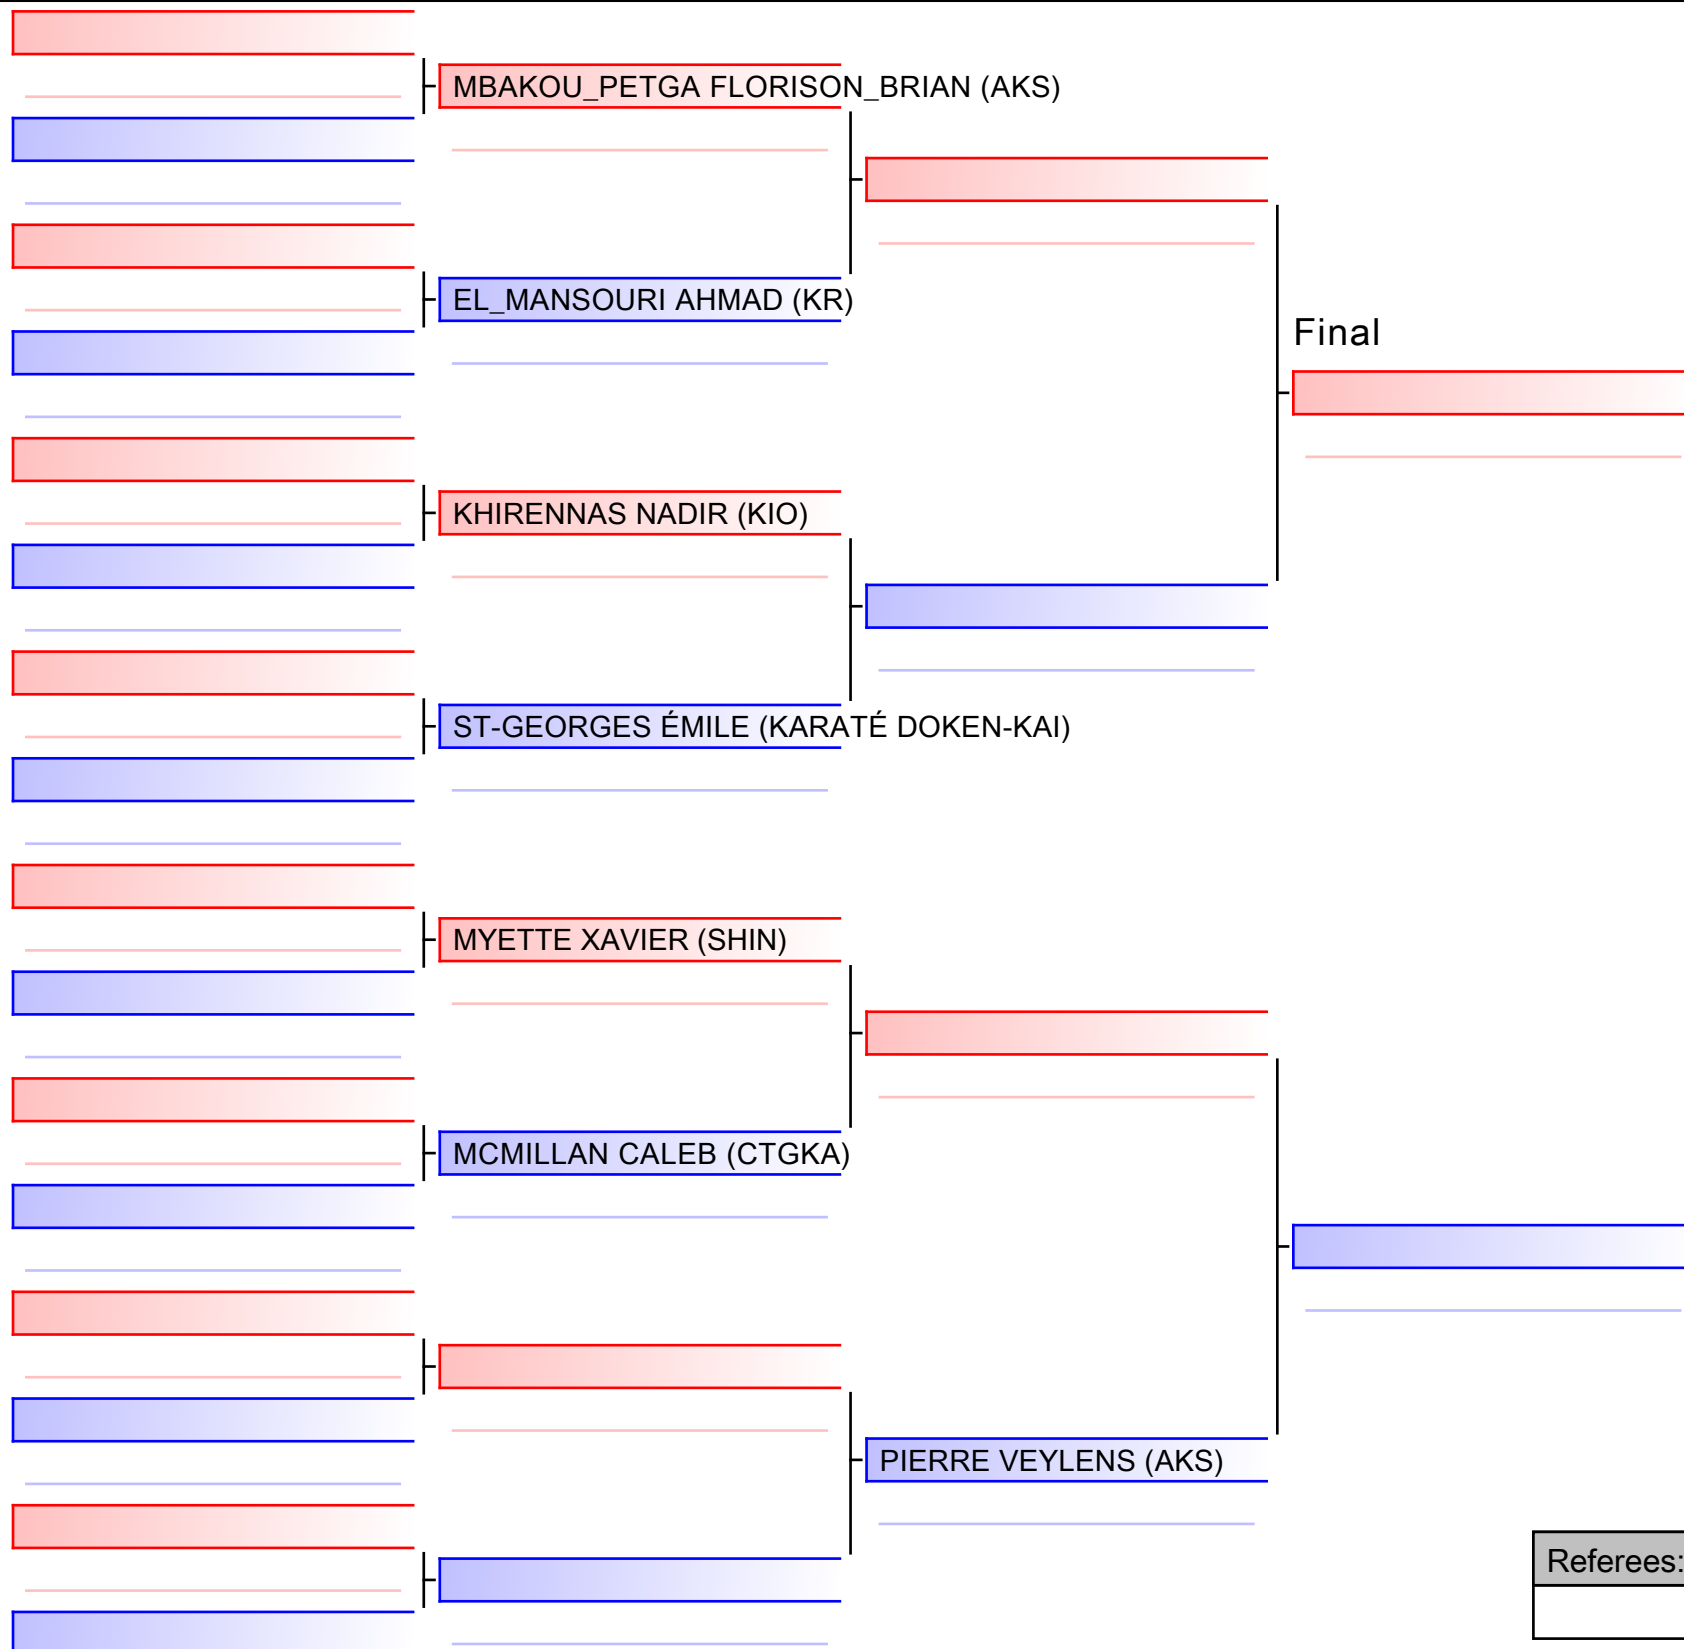 MBAKOU_PETGA FLORISON_BRIAN (AKS)
EL_MANSOURI AHMAD (KR)
Final
KHIRENNAS NADIR (KIO)
ST-GEORGES ÉMILE (KARATÉ DOKEN-KAI)
MYETTE XAVIER (SHIN)
MCMILLAN CALEB (CTGKA)
PIERRE VEYLENS (AKS)
Referees: